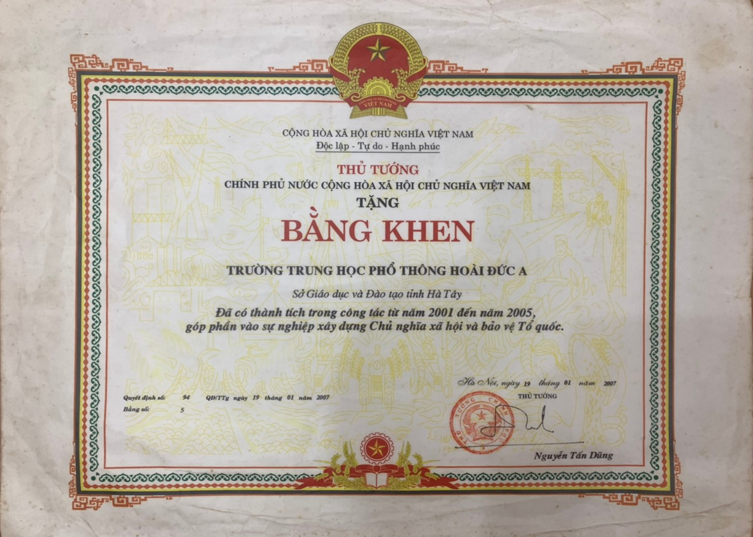 VIỆT NAM
CỘNG HÒA XÃ HỘI CHỦ NGHĨA VIỆT NAM
Độc lập - Tự do - Hạnh phúc
THỦ TƯỚNG
CHÍNH PHỦ NƯỚC CỘNG HÒA XÃ HỘI CHỦ NGHĨA VIỆT NAM
TẶNG
BẰNG KHEN
TRƯỜNG TRUNG HỌC PHỔ THÔNG HOÀI ĐỨC A
Sở Giáo dục và Đào tạo tỉnh Hà Tây
Đã có thành tích trong công tác từ năm 2001 đến năm 2005,
góp phần vào sự nghiệp xây dựng Chủ nghĩa xã hội và bảo vệ Tổ quốc.
Hà Nội, ngày 19 tháng 01 năm 2007
Quyết định số: 94 QĐ/TTg ngày 19 tháng 01 năm 2007
THỦ TƯỚNG
Bảng số: 5
Nguyễn Tấn Dũng